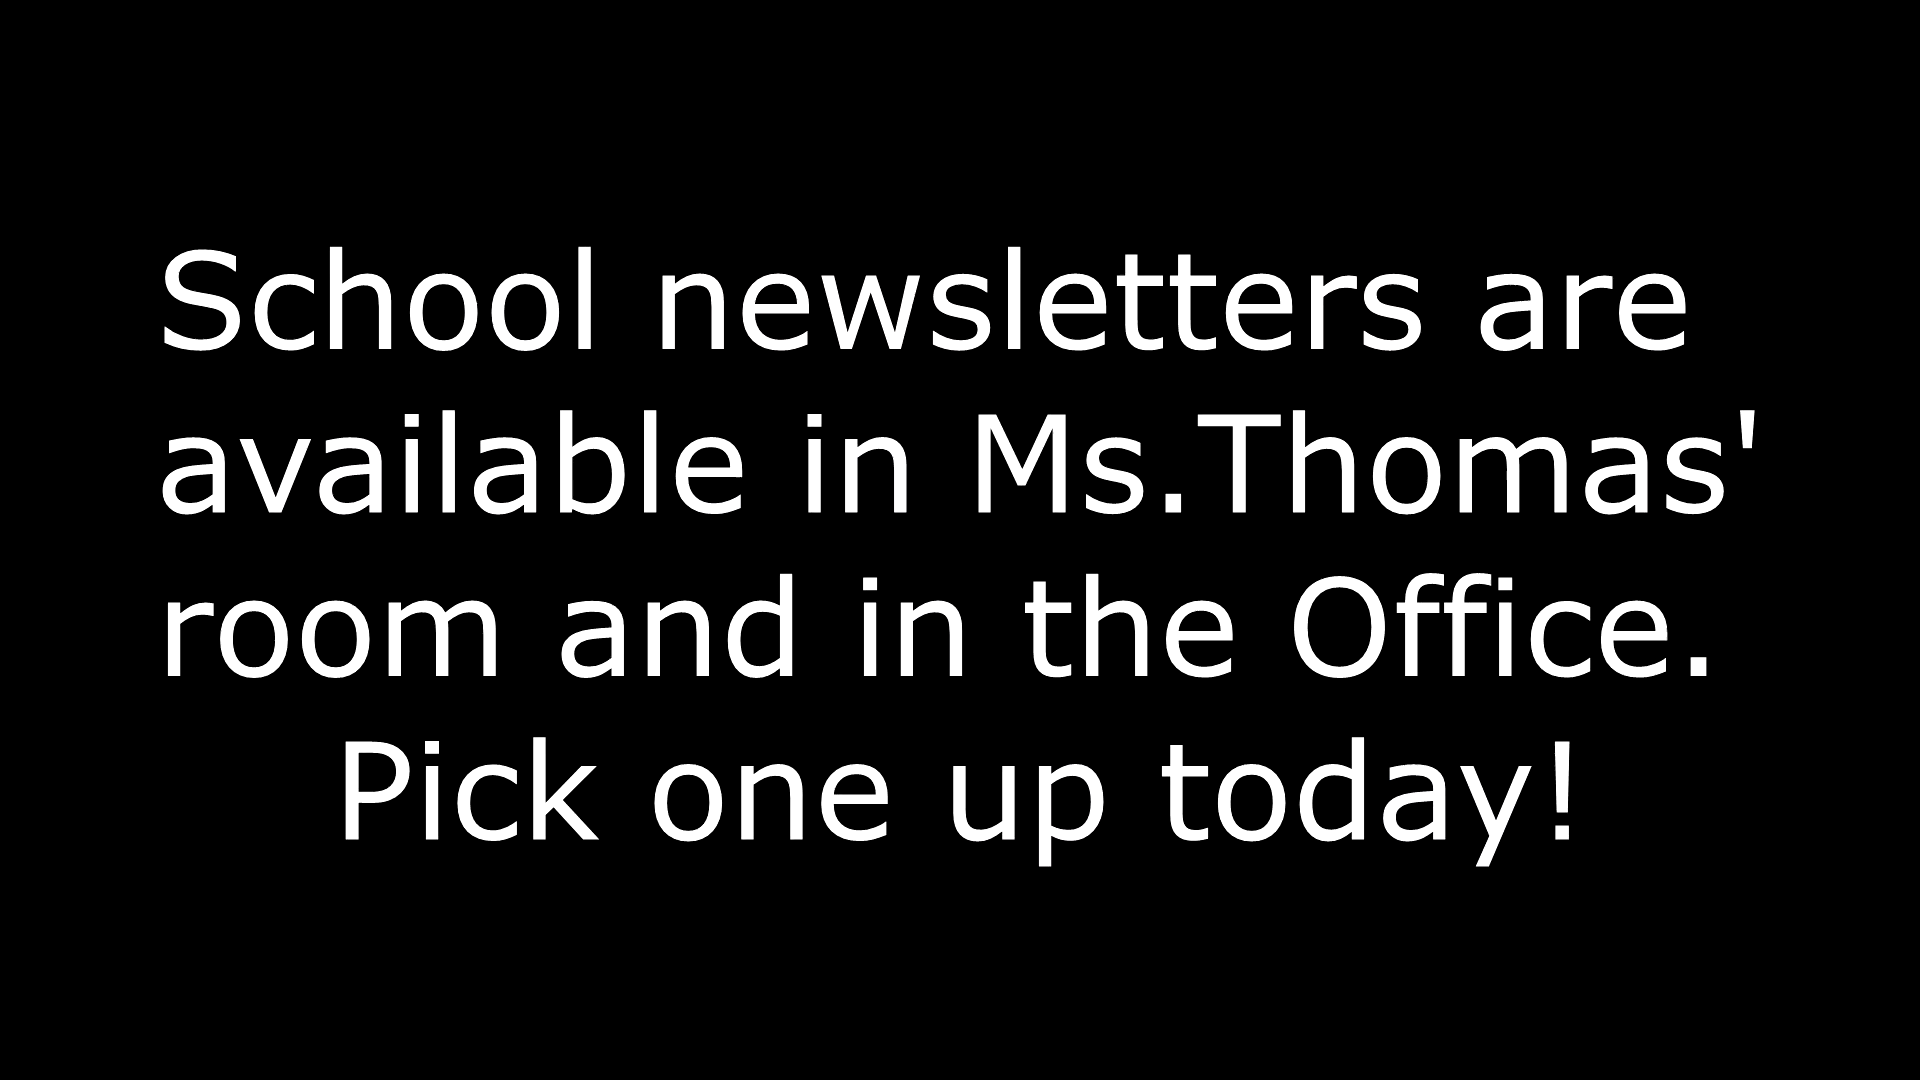 School newsletters are
available in Ms.Thomas'
room and in the Office.
Pick one up today!